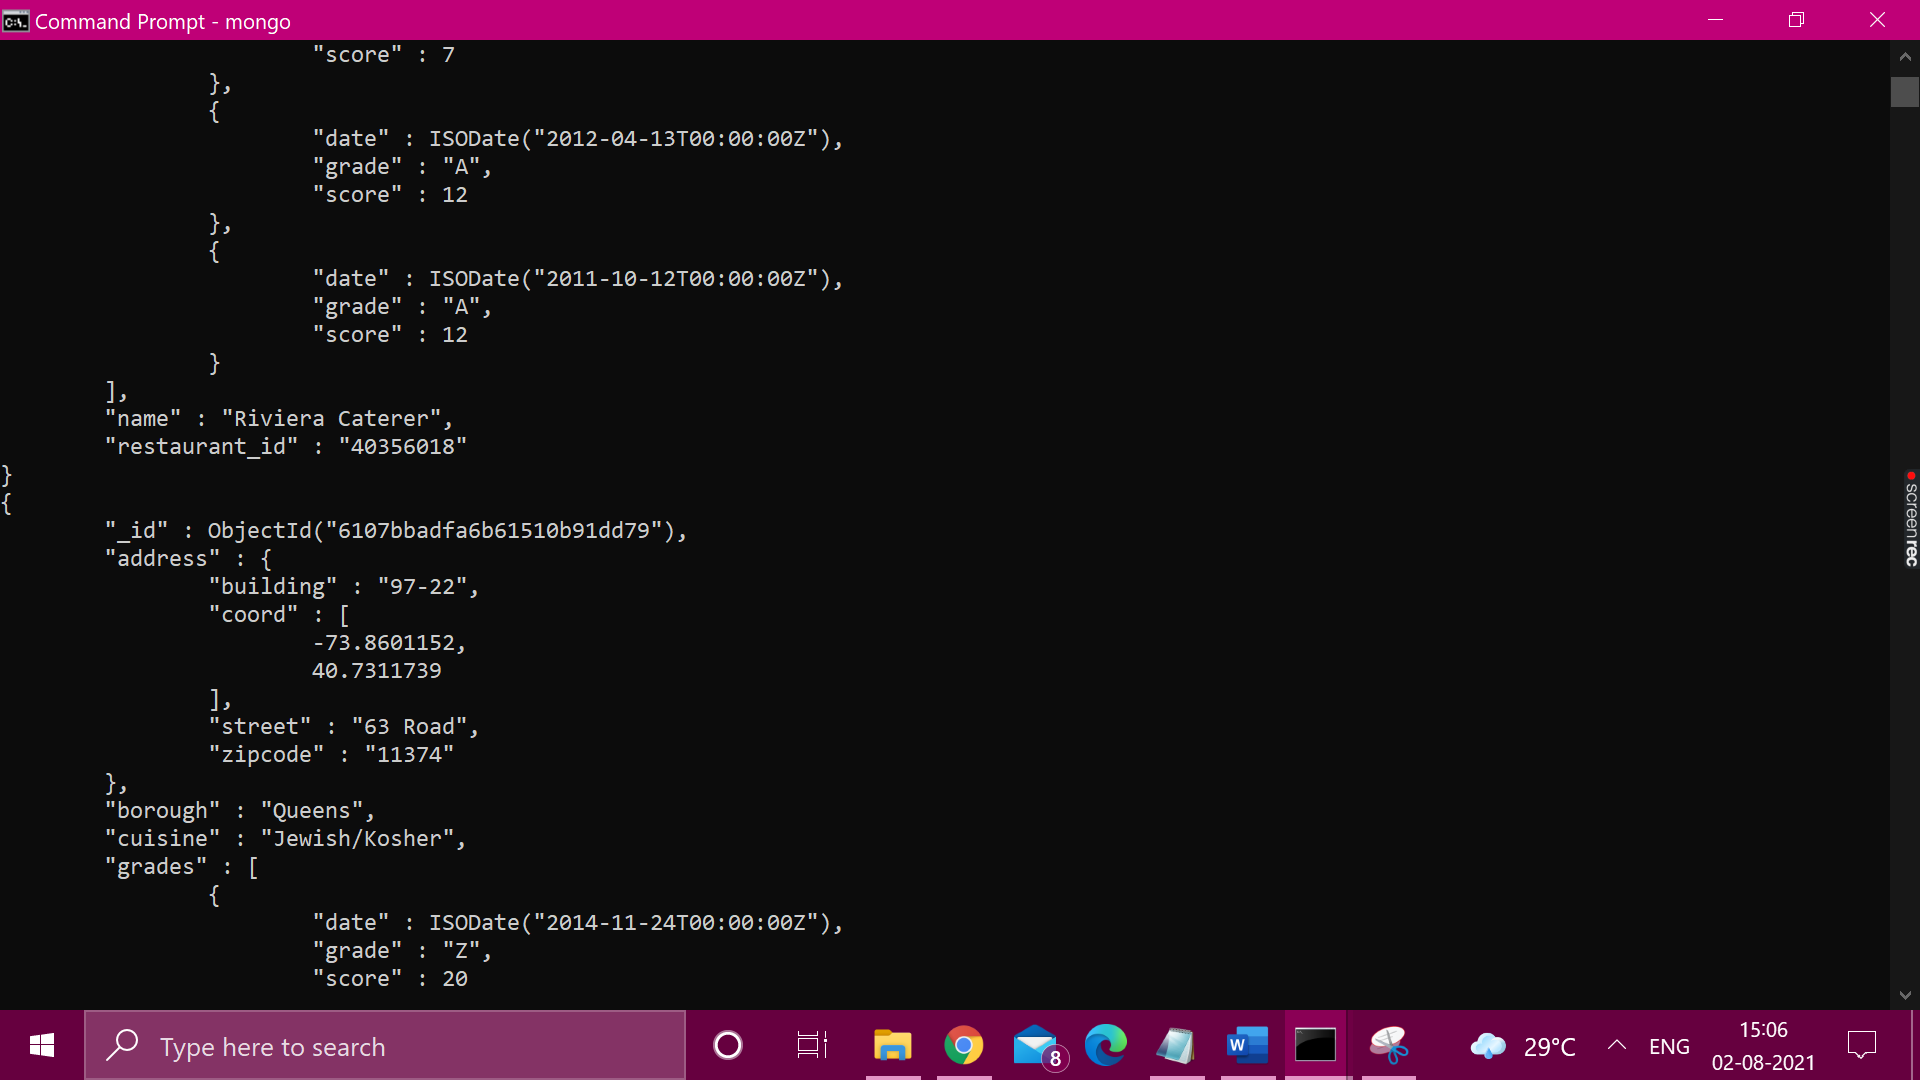 Command Prompt - mongo
"score" : 7
},
{
"date" : ISODate("2012-04-13T00:00:00Z"),
"grade" : "A",
"score" : 12
},
{
"date" : ISODate("2011-10-12T00:00:00Z"),
"grade" : "A",
"score" : 12
}
],
"name" : "Riviera Caterer",
"restaurant_id" : "40356018"
}
{
"_id" : ObjectId("6107bbadfa6b61510b91dd79"),
"address" : {
"building" : "97-22",
"coord" : [
-73.8601152,
40.7311739
],
"street" : "63 Road",
"zipcode" : "11374"
},
"borough" : "Queens",
"cuisine" : "Jewish/Kosher",
"grades" : [
{
"date" : ISODate("2014-11-24T00:00:00Z"),
"grade" : "Z",
"score" : 20
screenrec
Type here to search
8
W
29°C
ENG
15:06
02-08-2021